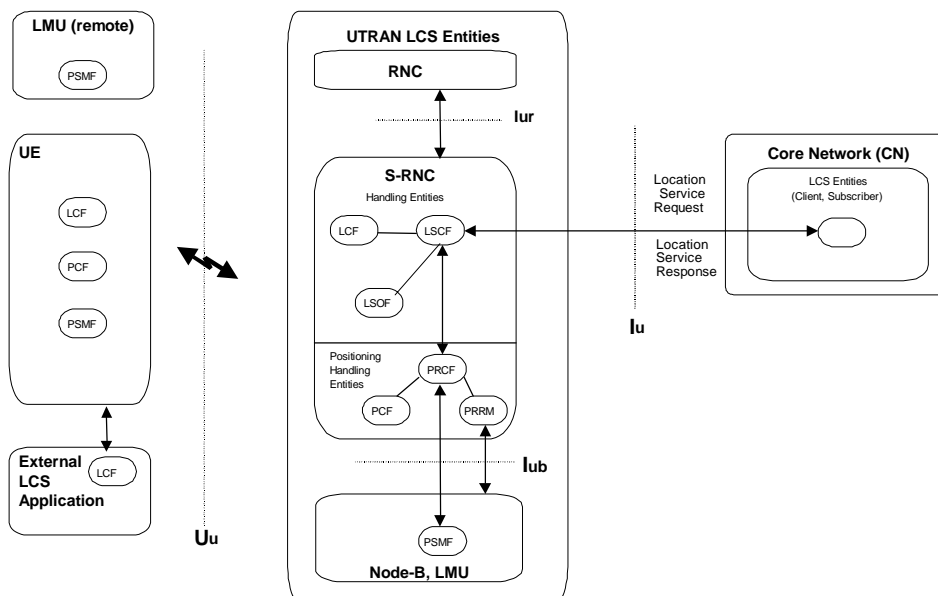 LMU (remote)
PSMF
UE
LCF
PCF
PSMF
External
LCS
Application
LCF
Uu
UTRAN LCS Entities
RNC
Iur
S-RNC
Handling Entities
LCF
LSCF
LSOF
Positioning
Handling
Entities
PRCF
PCF
PRRM
Iub
PSMF
Node-B, LMU
Location
Service
Request
Location
Service
Response
Iu
Core Network (CN)
LCS Entities
(Client, Subscriber)